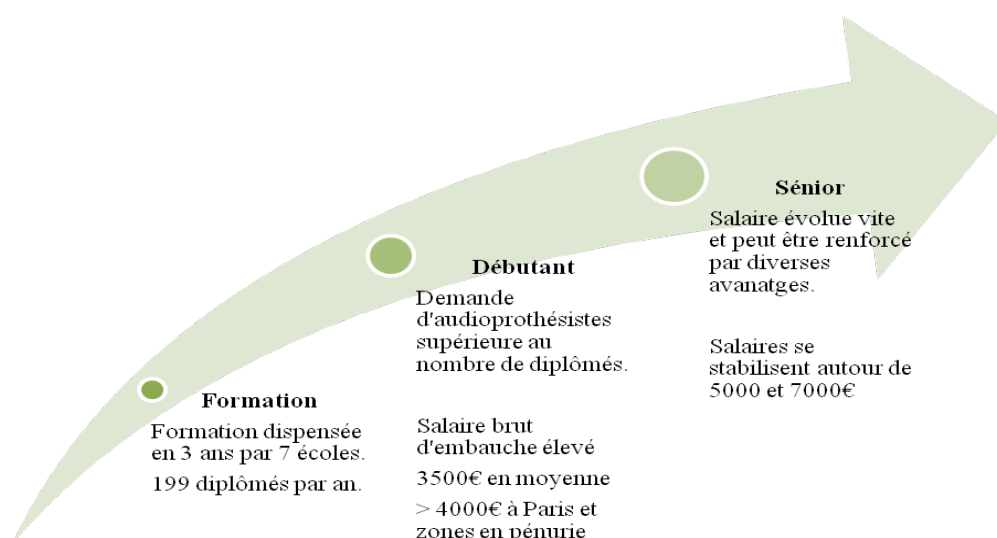 Formation
Formation dispensée
en 3 ans par 7 écoles.
199 diplômés par an.
Débutant
Demande
d'audioprothésistes
supérieure au
nombre de diplômés.
Salaire brut
d'embauche élevé
3500€ en moyenne
> 4000€ à Paris et
zones en pénurie
Sénior
Salaire évolue vite
et peut être renforcé
par diverses
avanatges.
Salaires se
stabilisent autour de
5000 et 7000€